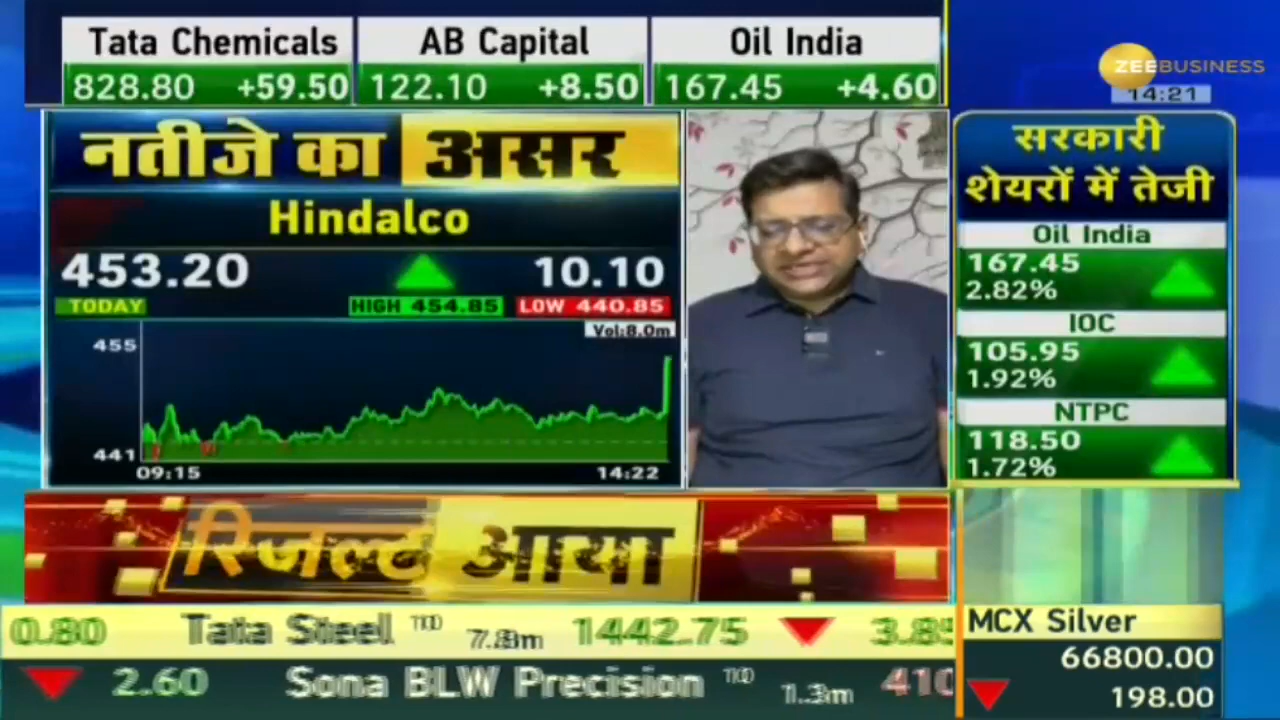 Tata Chemicals AB Capital Oil India
828.80 +59.50 122.10 +8.50 167.45 +4.60
ZEEBUSINESS
14:21
नतीजे का असर
Hindalco
453.20 10.10
TODAY HIGH 454.85 LOW 440.85
Vol:8.0m
455
441
09:15 14:22
सरकारी
शेयरों में तेजी
Oil India
167.45
2.82%
IOC
105.95
1.92%
NTPC
118.50
1.72%
रिजल्ट आया
0.80 Tata Steel 1442.75 3.85
2.60 Sona BLW Precision 410
MCX Silver
66800.00
198.00